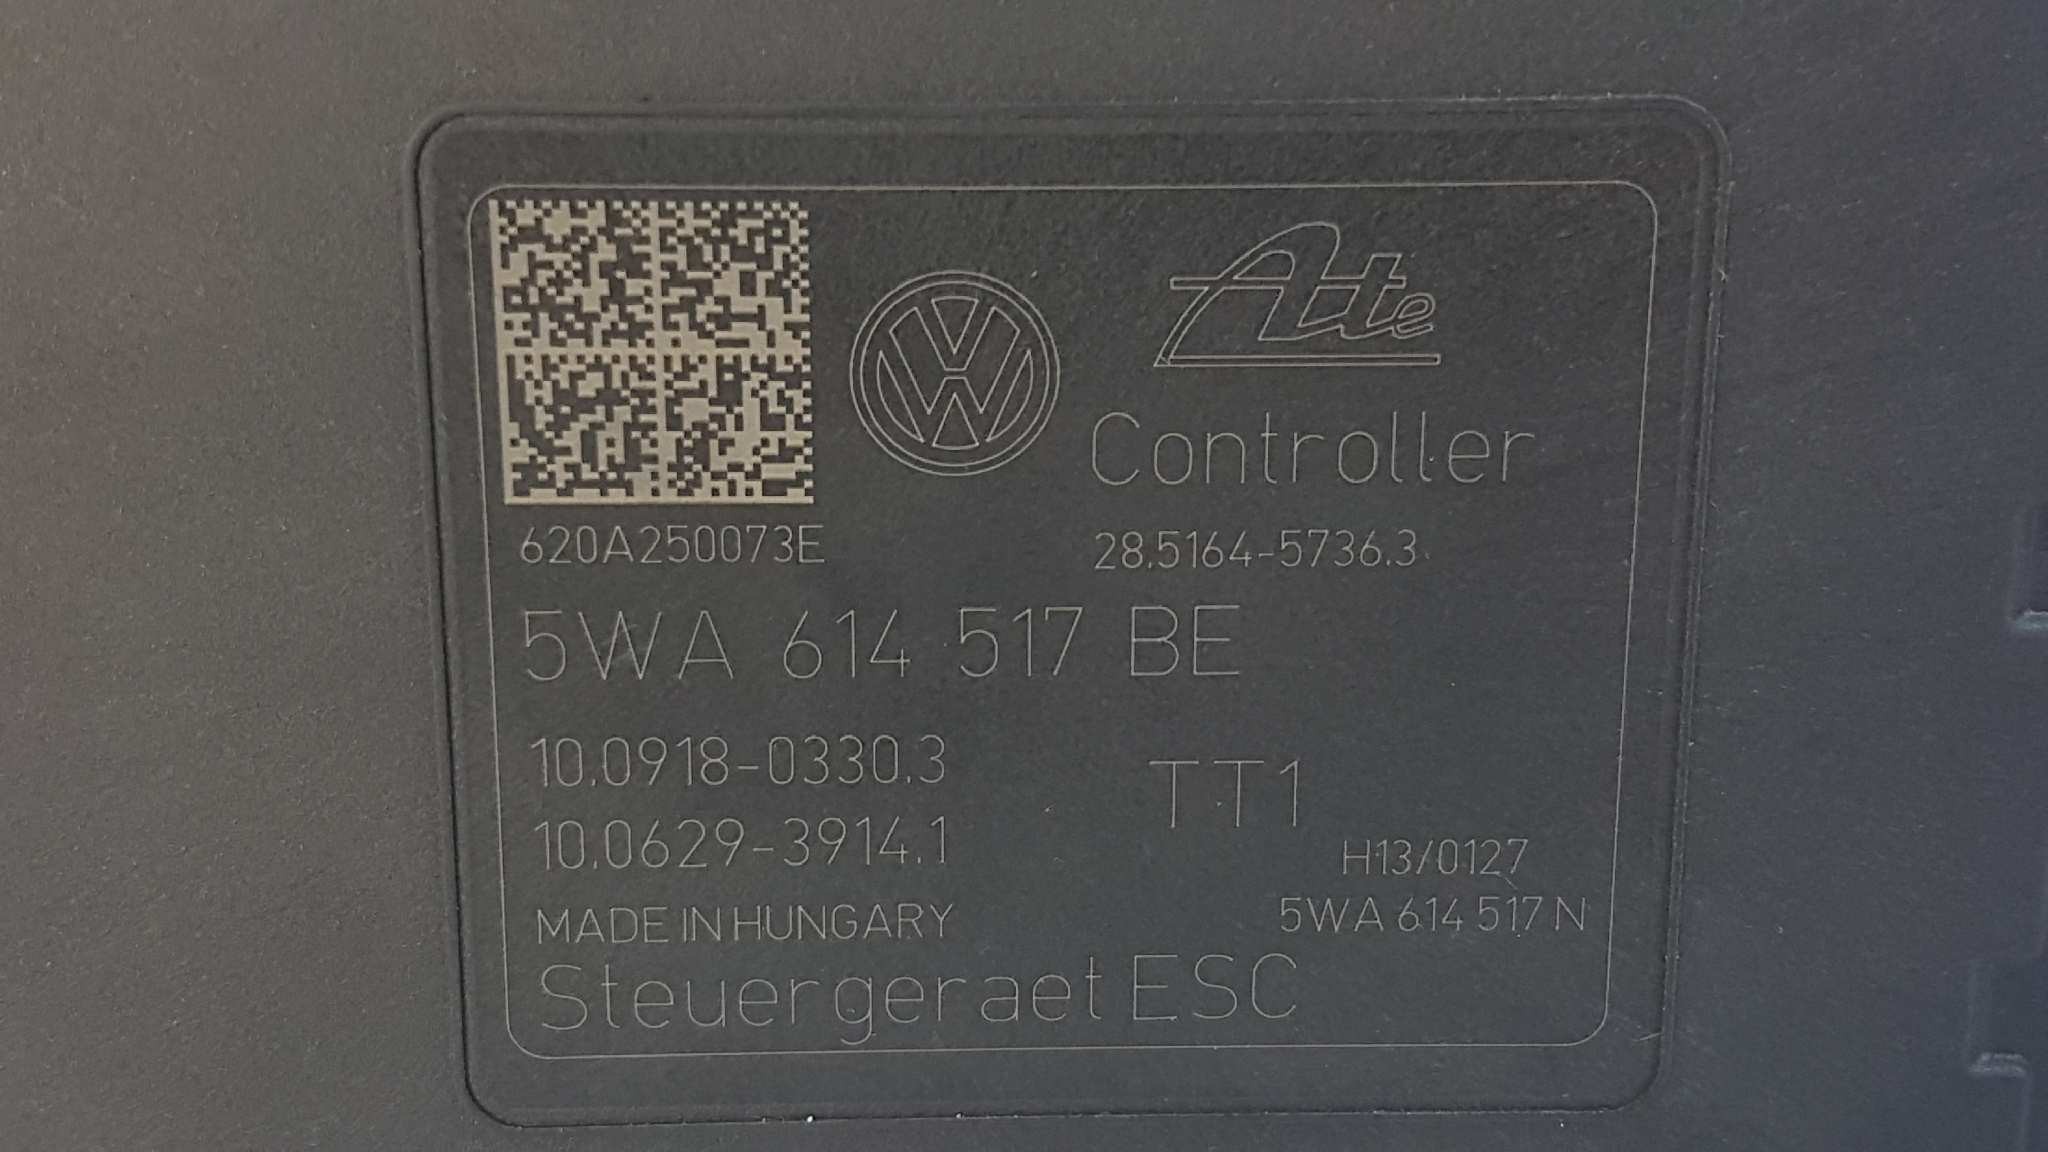 Ate
Controller
620A250073E
28.5164-5736.3
5WA 614 517 BE
10.0918-0330.3
10.0629-3914.1
TT1
H13/0127
MADE IN HUNGARY
5WA 614 517 N
Steuergeraet ESC